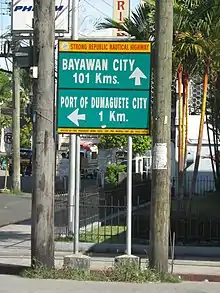 STRONG REPUBLIC NAUTICAL HIGHWAY
BAYAWAN CITY
101 Kms.
PORT OF DUMAGUETE CITY
1 Km.